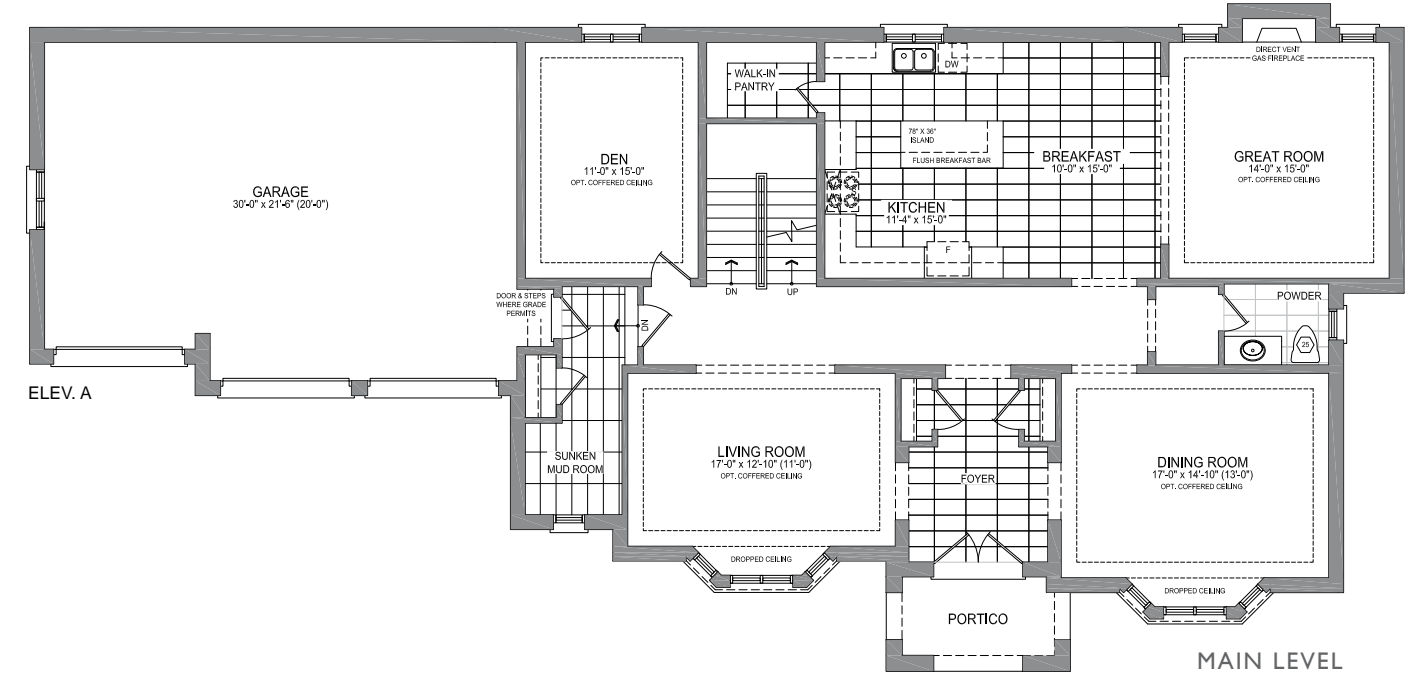 DIRECT VENT
GAS FIREPLACE
WALK-IN
PANTRY
DW
78" X 36"
ISLAND
FLUSH BREAKFAST BAR
DEN
11'-0" x 15'-0"
OPT. COFFERED CEILING
BREAKFAST
10'-0" x 15'-0"
GREAT ROOM
14'-0" x 15'-0"
OPT. COFFERED CEILING
GARAGE
30'-0" x 21'-6" (20'-0")
KITCHEN
11'-4" x 15'-0"
F
DN
UP
DOOR & STEPS
WHERE GRADE
PERMITS
DN
POWDER
25
ELEV. A
SUNKEN
MUD ROOM
LIVING ROOM
17'-0" x 12'-10" (11'-0")
OPT. COFFERED CEILING
FOYER
DINING ROOM
17'-0" x 14'-10" (13'-0")
OPT. COFFERED CEILING
DROPPED CEILING
DROPPED CEILING
PORTICO
MAIN LEVEL